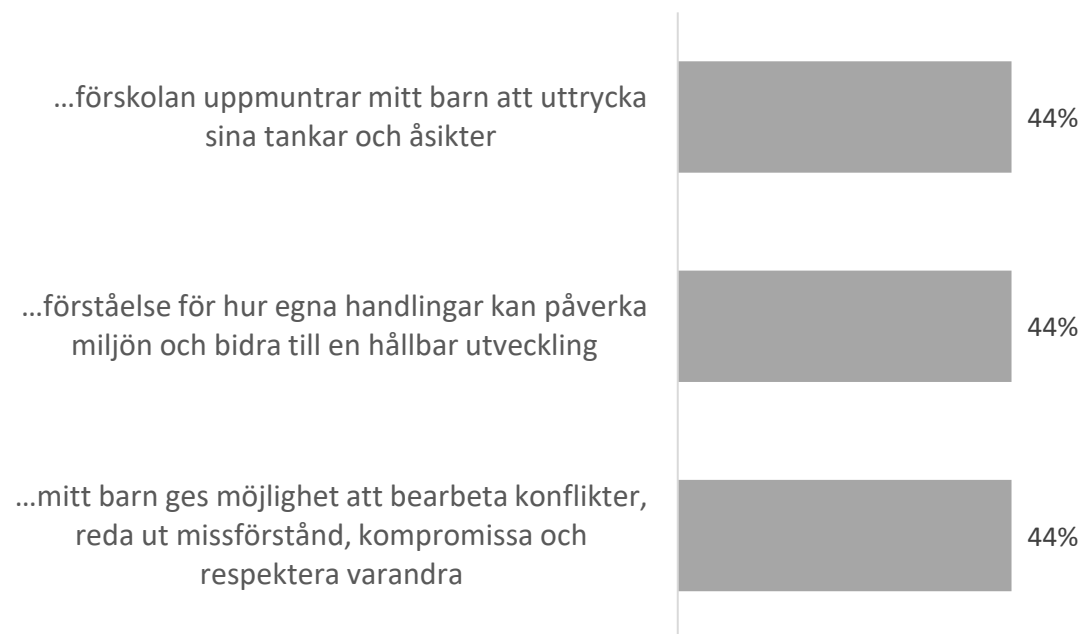 …förskolan uppmuntrar mitt barn att uttrycka
sina tankar och åsikter
44%
…förståelse för hur egna handlingar kan påverka
miljön och bidra till en hållbar utveckling
44%
…mitt barn ges möjlighet att bearbeta konflikter,
reda ut missförstånd, kompromissa och
respektera varandra
44%